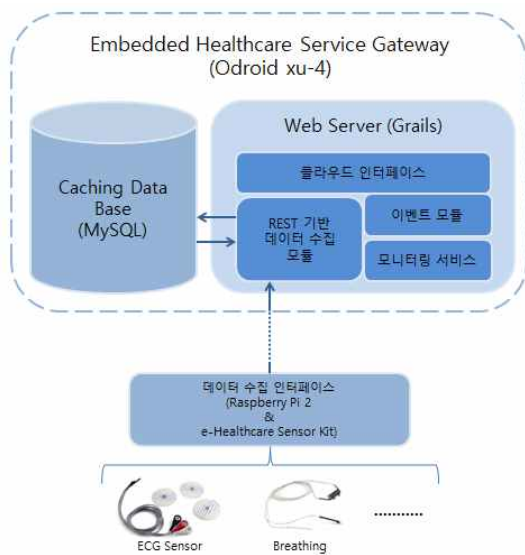 Embedded Healthcare Service Gateway
(Odroid xu-4)
Caching Data
Base
(MySQL)
Web Server (Grails)
클라우드 인터페이스
REST 기반
데이터 수집
모듈
이벤트 모듈
모니터링 서비스
데이터 수집 인터페이스
(Raspberry Pi 2
&
e-Healthcare Sensor Kit)
ECG Sensor
Breathing
..........